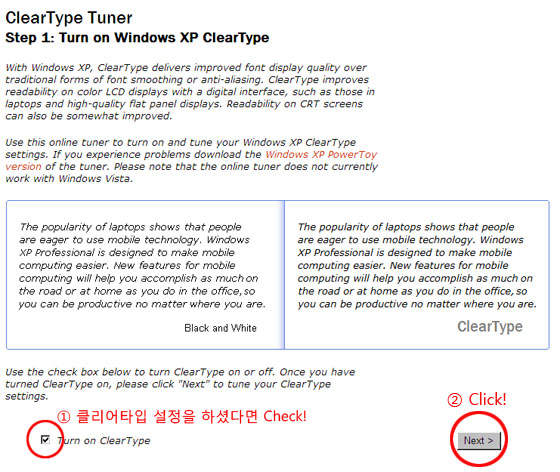 ClearType Tuner
Step 1: Turn on Windows XP ClearType
With Windows XP, ClearType delivers improved font display quality over
traditional forms of font smoothing or anti-aliasing. ClearType improves
readability on color LCD displays with a digital interface, such as those in
laptops and high-quality flat panel displays. Readability on CRT screens
can also be somewhat improved.
Use this online tuner to turn on and tune your Windows XP ClearType
settings. If you experience problems download the Windows XP PowerToy
version of the tuner. Please note that the online tuner does not currently
work with Windows Vista.
The popularity of laptops shows that people
are eager to use mobile technology. Windows
XP Professional is designed to make mobile
computing easier. New features for mobile
computing will help you accomplish as much on
the road or at home as you do in the office, so
you can be productive no matter where you are.
Black and White
The popularity of laptops shows that people
are eager to use mobile technology. Windows
XP Professional is designed to make mobile
computing easier. New features for mobile
computing will help you accomplish as much on
the road or at home as you do in the office, so
you can be productive no matter where you are.
ClearType
Use the check box below to turn ClearType on or off. Once you have
turned ClearType on, please click "Next" to tune your ClearType
settings.
① 클리어타입 설정을 하셨다면 Check!
② Click!
Turn on ClearType
Next >